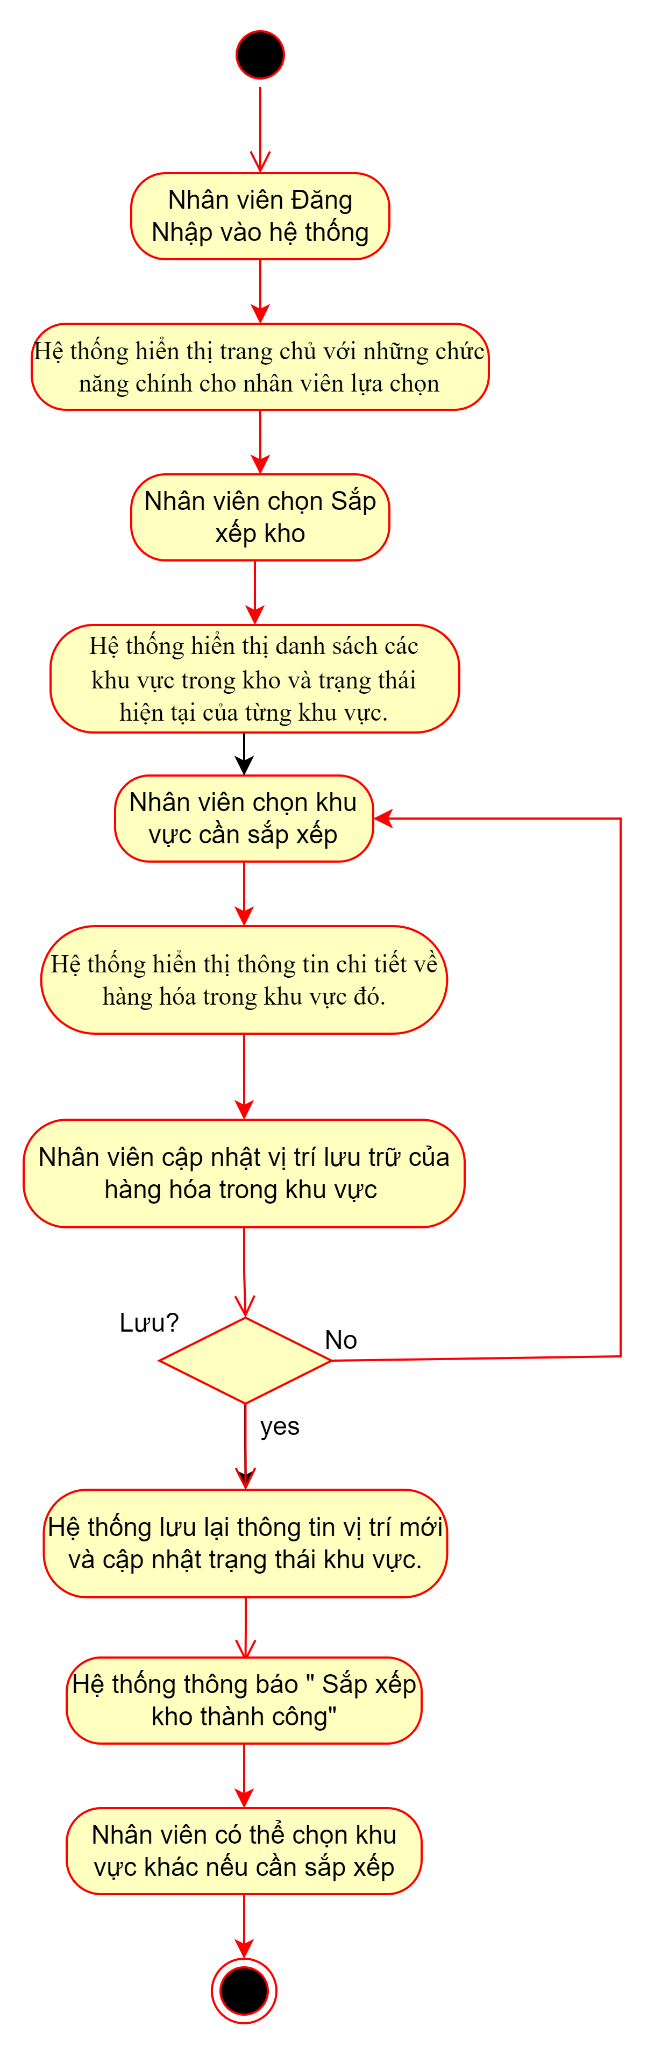 Nhân viên Đăng
Nhập vào hệ thống
Hệ thống hiển thị trang chủ với những chức
năng chính cho nhân viên lựa chọn
Nhân viên chọn Sắp
xếp kho
Hệ thống hiển thị danh sách các
khu vực trong kho và trạng thái
hiện tại của từng khu vực.
Nhân viên chọn khu
vực cần sắp xếp
Hệ thống hiển thị thông tin chi tiết về
hàng hóa trong khu vực đó.
Nhân viên cập nhật vị trí lưu trữ của
hàng hóa trong khu vực
Lưu?
No
yes
Hệ thống lưu lại thông tin vị trí mới
và cập nhật trạng thái khu vực.
Hệ thống thông báo " Sắp xếp
kho thành công"
Nhân viên có thể chọn khu
vực khác nếu cần sắp xếp